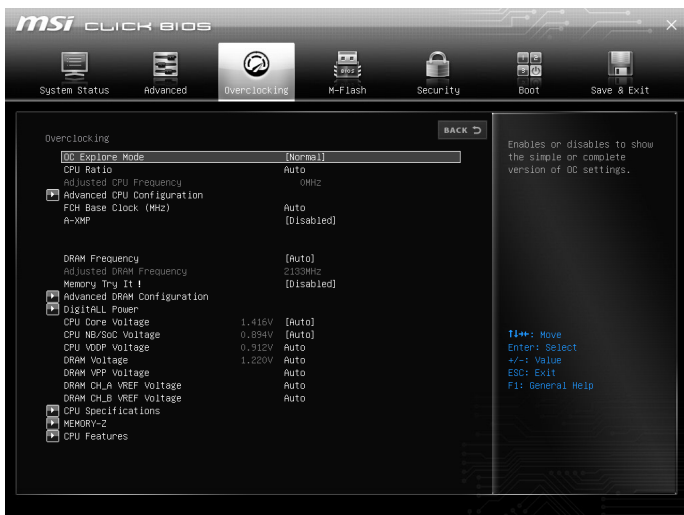 msi CLICK BIOS
System Status
Advanced
Overclocking
M-Flash
Security
Boot
Save & Exit
BACK
Overclocking
OC Explore Mode [Normal]
CPU Ratio Auto
Adjusted CPU Frequency 0MHz
Advanced CPU Configuration
FCH Base Clock (MHz) Auto
A-XMP [Disabled]
DRAM Frequency [Auto]
Adjusted DRAM Frequency 2133MHz
Memory Try It ! [Disabled]
Advanced DRAM Configuration
DigitALL Power
CPU Core Voltage 1.416V [Auto]
CPU NB/SoC Voltage 0.894V [Auto]
CPU VDDP Voltage 0.912V Auto
DRAM Voltage 1.220V Auto
DRAM VPP Voltage Auto
DRAM CH_A VREF Voltage Auto
DRAM CH_B VREF Voltage Auto
CPU Specifications
MEMORY-Z
CPU Features
Enables or disables to show
the simple or complete
version of OC settings.
↑↓→←: Move
Enter: Select
+/-: Value
ESC: Exit
F1: General Help